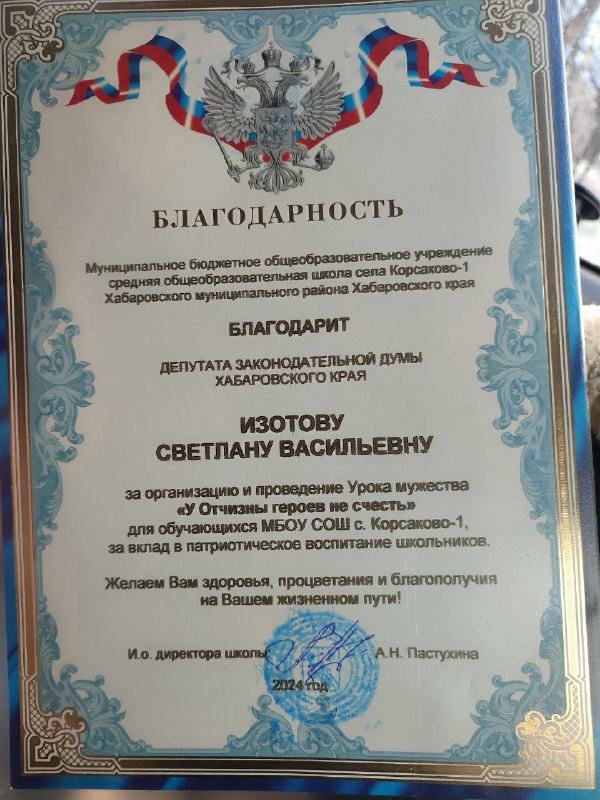 БЛАГОДАРНОСТЬ
Муниципальное бюджетное общеобразовательное учреждение
средняя общеобразовательная школа села Корсаково-1
Хабаровского муниципального района Хабаровского края
БЛАГОДАРИТ
ДЕПУТАТА ЗАКОНОДАТЕЛЬНОЙ ДУМЫ
ХАБАРОВСКОГО КРАЯ
ИЗОТОВУ
СВЕТЛАНУ ВАСИЛЬЕВНУ
за организацию и проведение Урока мужества
«У Отчизны героев не счесть»
для обучающихся МБОУ СОШ с. Корсаково-1,
за вклад в патриотическое воспитание школьников.
Желаем Вам здоровья, процветания и благополучия
на Вашем жизненном пути!
И.о. директора школы: А.Н. Пастухина
2024 год